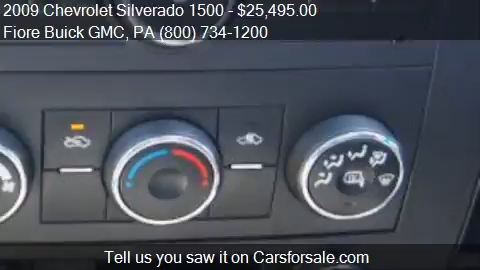 2009 Chevrolet Silverado 1500 - $25,495.00
Fiore Buick GMC, PA (800) 734-1200
Tell us you saw it on Carsforsale.com